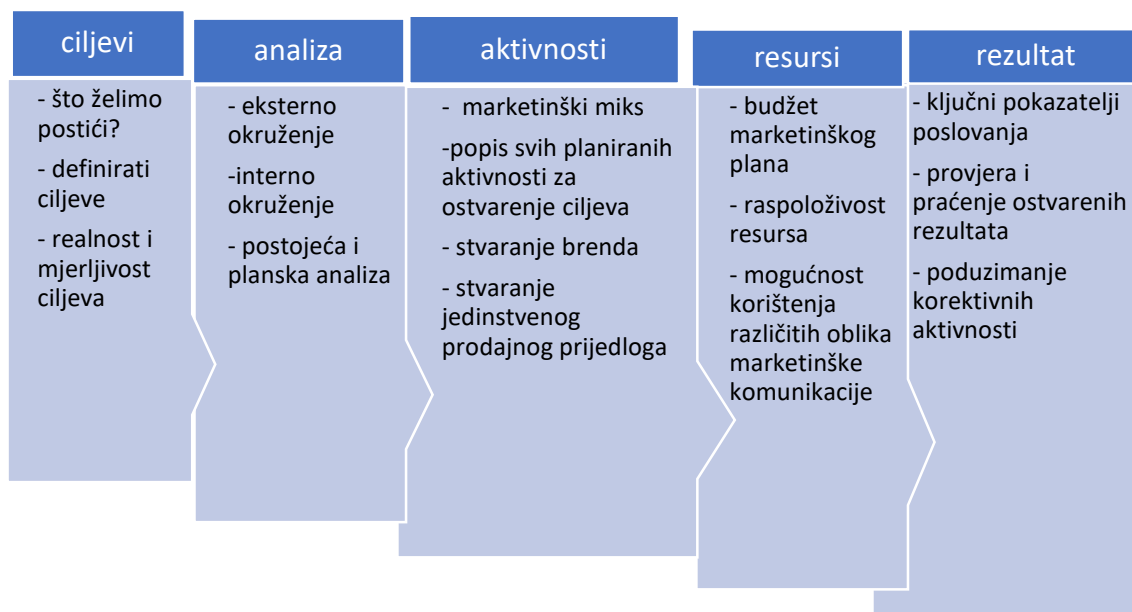 ciljevi
- što želimo
postići?
- definirati
ciljeve
- realnost i
mjerljivost
ciljeva
analiza
- eksterno
okruženje
-interno
okruženje
- postojeća i
planska analiza
aktivnosti
- marketinški miks
-popis svih planiranih
aktivnosti za
ostvarenje ciljeva
- stvaranje brenda
- stvaranje
jedinstvenog
prodajnog prijedloga
resursi
- budžet
marketinškog
plana
- raspoloživost
resursa
- mogućnost
korištenja
različitih oblika
marketinške
komunikacije
rezultat
- ključni pokazatelji
poslovanja
- provjera i
praćenje ostvarenih
rezultata
- poduzimanje
korektivnih
aktivnosti